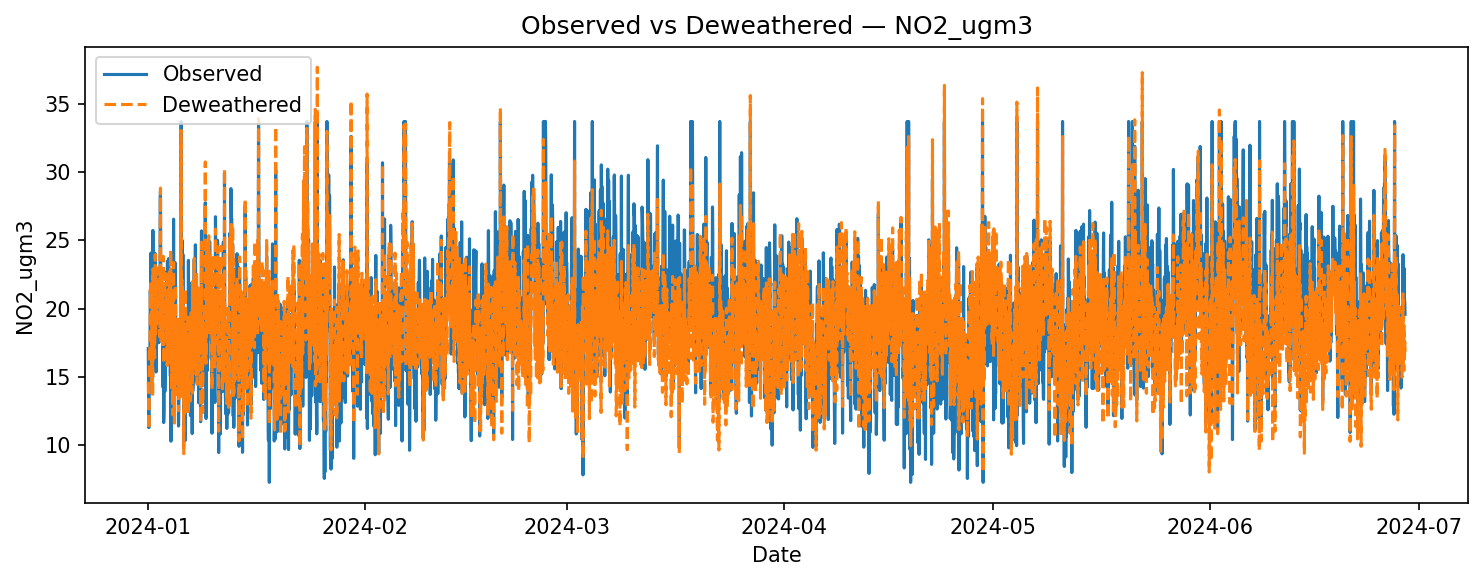 Observed vs Deweathered — NO2_ugm3
Observed
Deweathered
NO2_ugm3
35
30
25
20
15
10
2024-01
2024-02
2024-03
2024-04
2024-05
2024-06
2024-07
Date